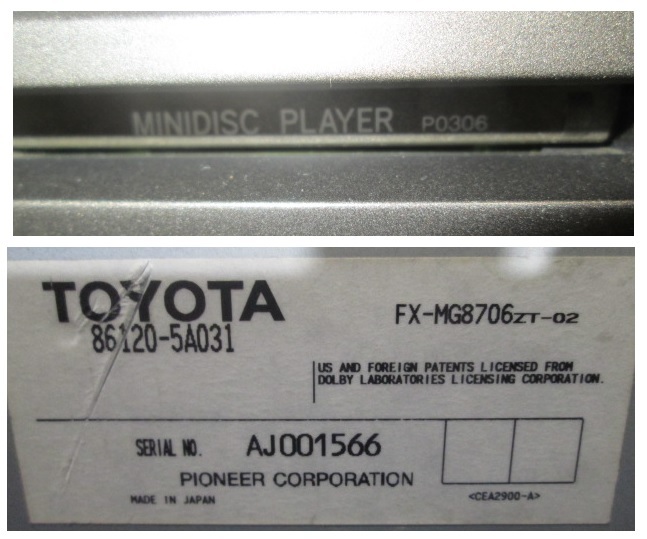 MINIDISC PLAYER P0306
TOYOTA
86120-5A031
FX-MG8706ZT-02
US AND FOREIGN PATENTS LICENSED FROM
DOLBY LABORATORIES LICENSING CORPORATION.
SERIAL NO. AJ001566
PIONEER CORPORATION
MADE IN JAPAN
<CEA2900-A>